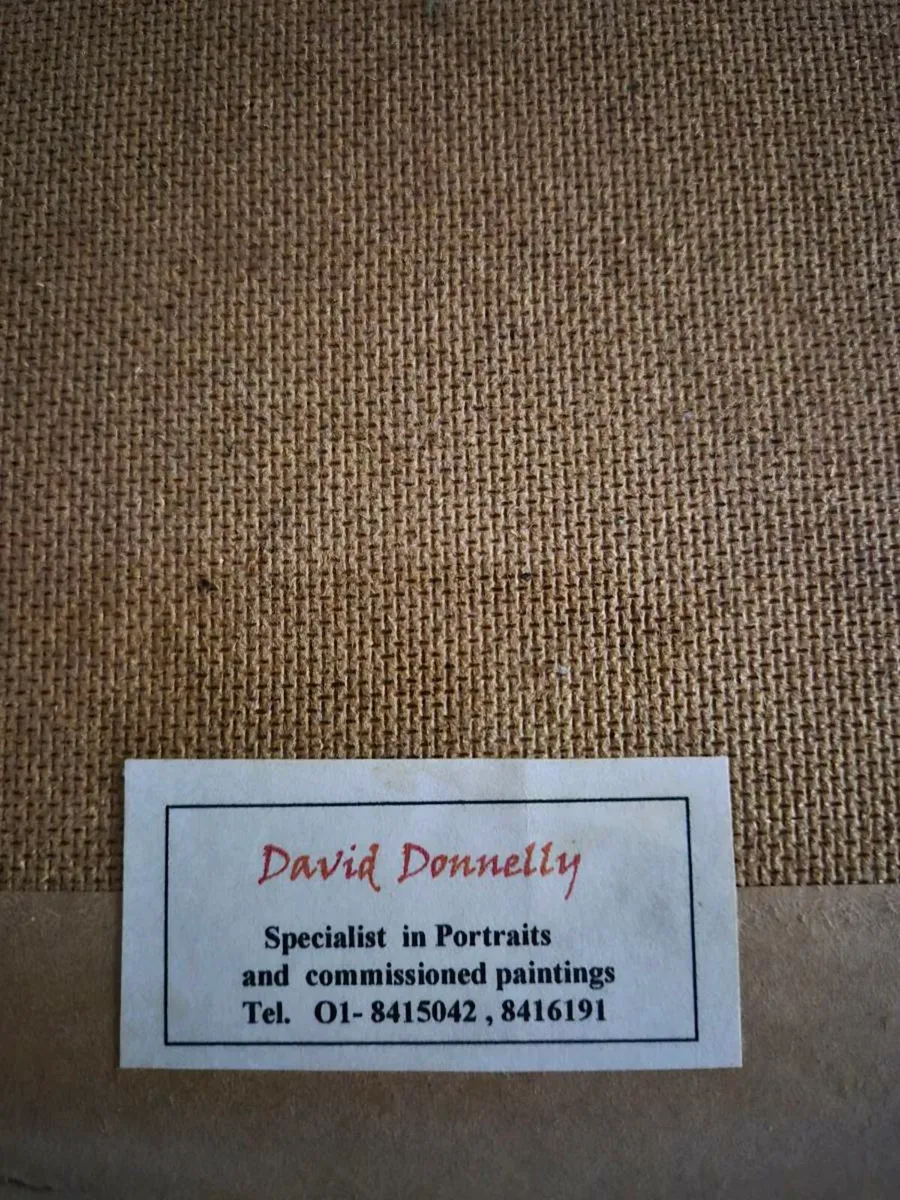 David Donnelly
Specialist in Portraits
and commissioned paintings
Tel. O1- 8415042 , 8416191